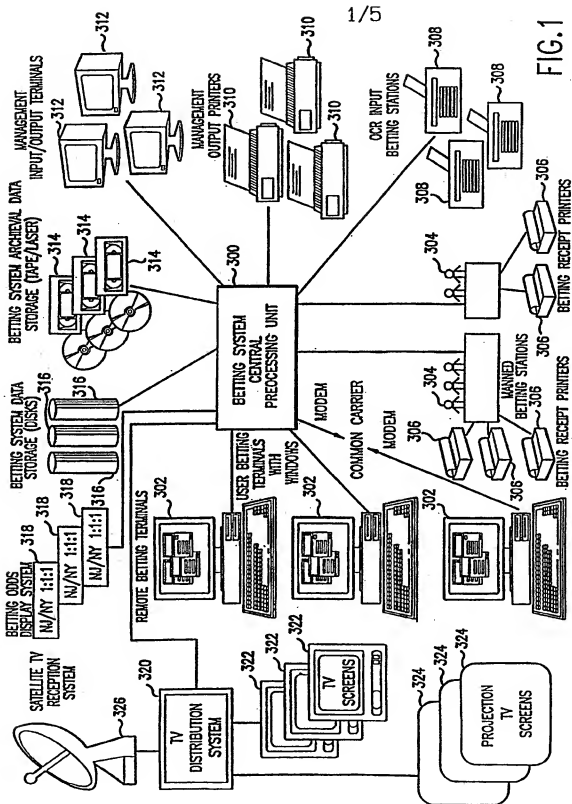 1/5
FIG.1
SATELLITE TV
RECEPTION
SYSTEM
326
BETTING ODDS
DISPLAY SYSTEM
318
318
318
NJ/NY 1:1:1
NJ/NY 1:1:1
NJ/NY 1:1:1
BETTING SYSTEM DATA
STORAGE (DISKS)
316
316
316
BETTING SYSTEM ARCHIEVAL DATA
STORAGE (TAPE/LASER)
314
314
314
MANAGEMENT
INPUT/OUTPUT TERMINALS
312
312
312
320
TV
DISTRIBUTION
SYSTEM
REMOTE BETTING TERMINALS
300
BETTING SYSTEM
CENTRAL
PREOCESSING UNIT
MANAGEMENT
OUTPUT PRINTERS
310
310
310
322
322
322
TV
SCREENS
302
302
302
USER BETTING
TERMINALS
WITH
WINDOWS
MODEM
COMMON CARRIER
MODEM
OCR INPUT
BETTING STATIONS
308
308
308
324
324
324
PROJECTION
TV
SCREENS
304
304
MANNED BETTING STATIONS
306
306
306
BETTING RECEIPT PRINTERS
306
306
BETTING RECEIPT PRINTERS